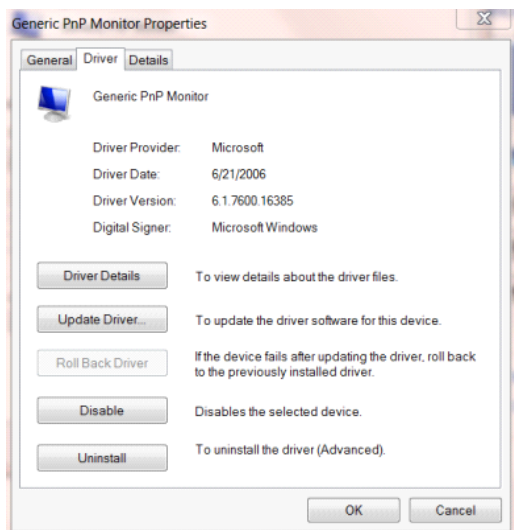 Generic PnP Monitor Properties
General Driver Details
Generic PnP Monitor
Driver Provider: Microsoft
Driver Date: 6/21/2006
Driver Version: 6.1.7600.16385
Digital Signer: Microsoft Windows
Driver Details To view details about the driver files.
Update Driver... To update the driver software for this device.
Roll Back Driver If the device fails after updating the driver, roll back
to the previously installed driver.
Disable Disables the selected device.
Uninstall To uninstall the driver (Advanced).
OK Cancel